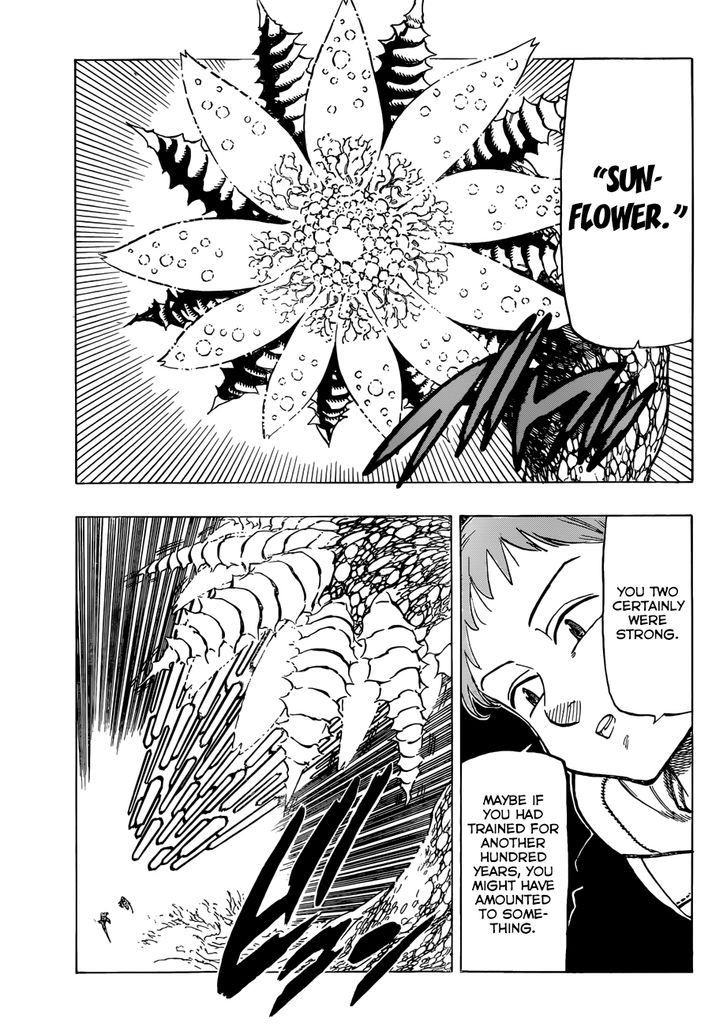 "SUN-
FLOWER."
YOU TWO
CERTAINLY
WERE
STRONG.
MAYBE IF
YOU HAD
TRAINED FOR
ANOTHER
HUNDRED
YEARS, YOU
MIGHT HAVE
AMOUNTED
TO SOME-
THING.